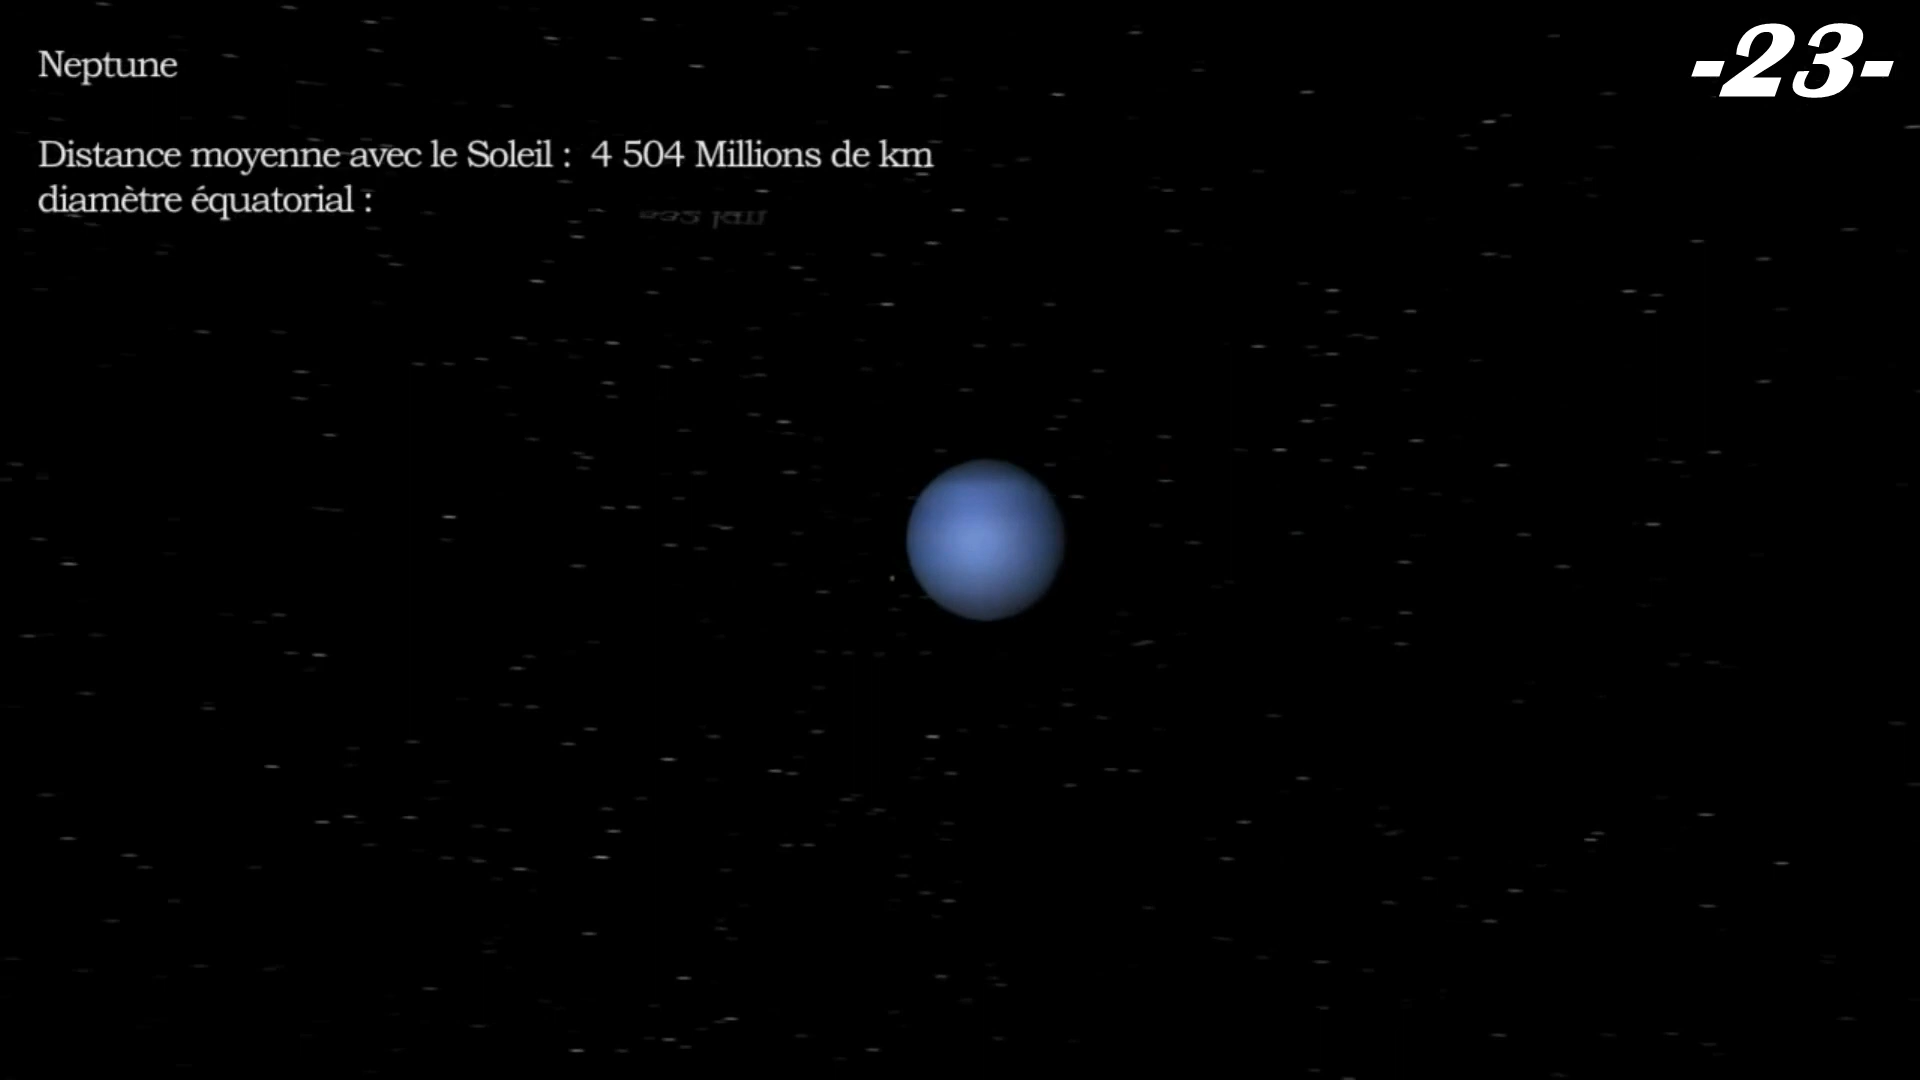 Neptune
-23-
Distance moyenne avec le Soleil : 4 504 Millions de km
diamètre équatorial :